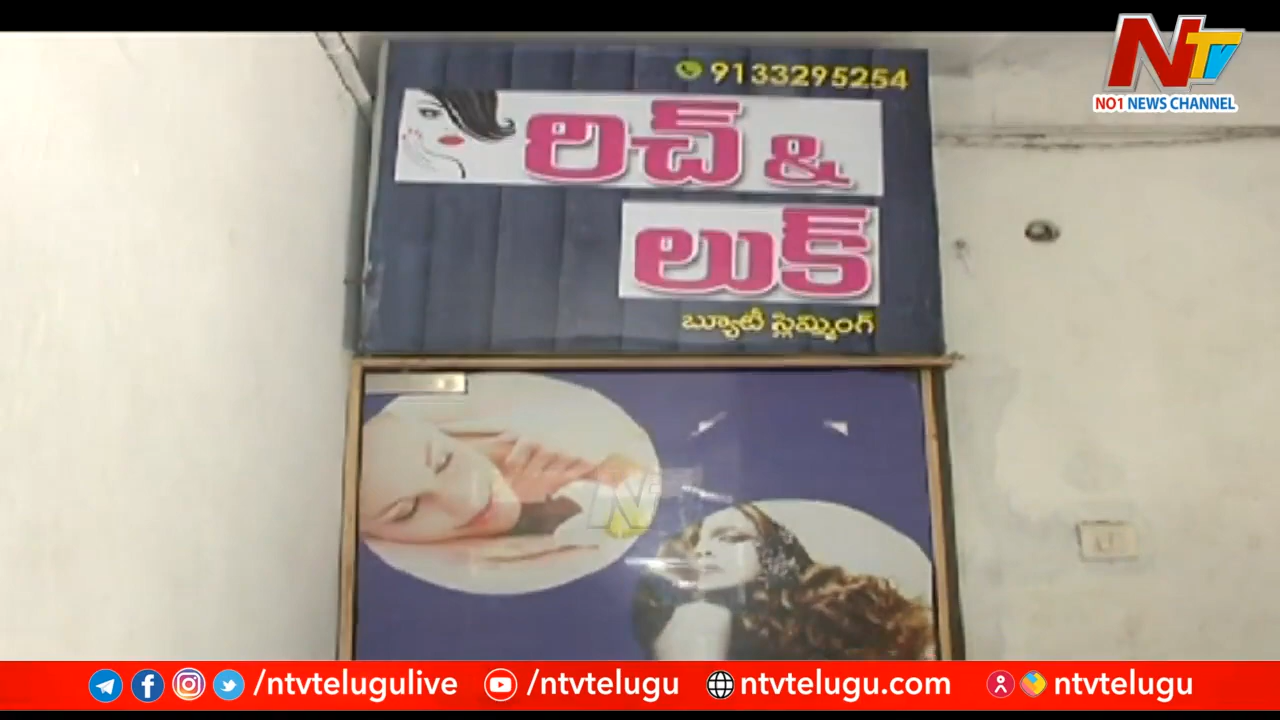 9133295254
రిచ్ &
లుక్
బ్యూటీ స్లిమ్మింగ్
NTV
NO1 NEWS CHANNEL
/ntvtelugulive
/ntvtelugu
ntvtelugu.com
ntvtelugu